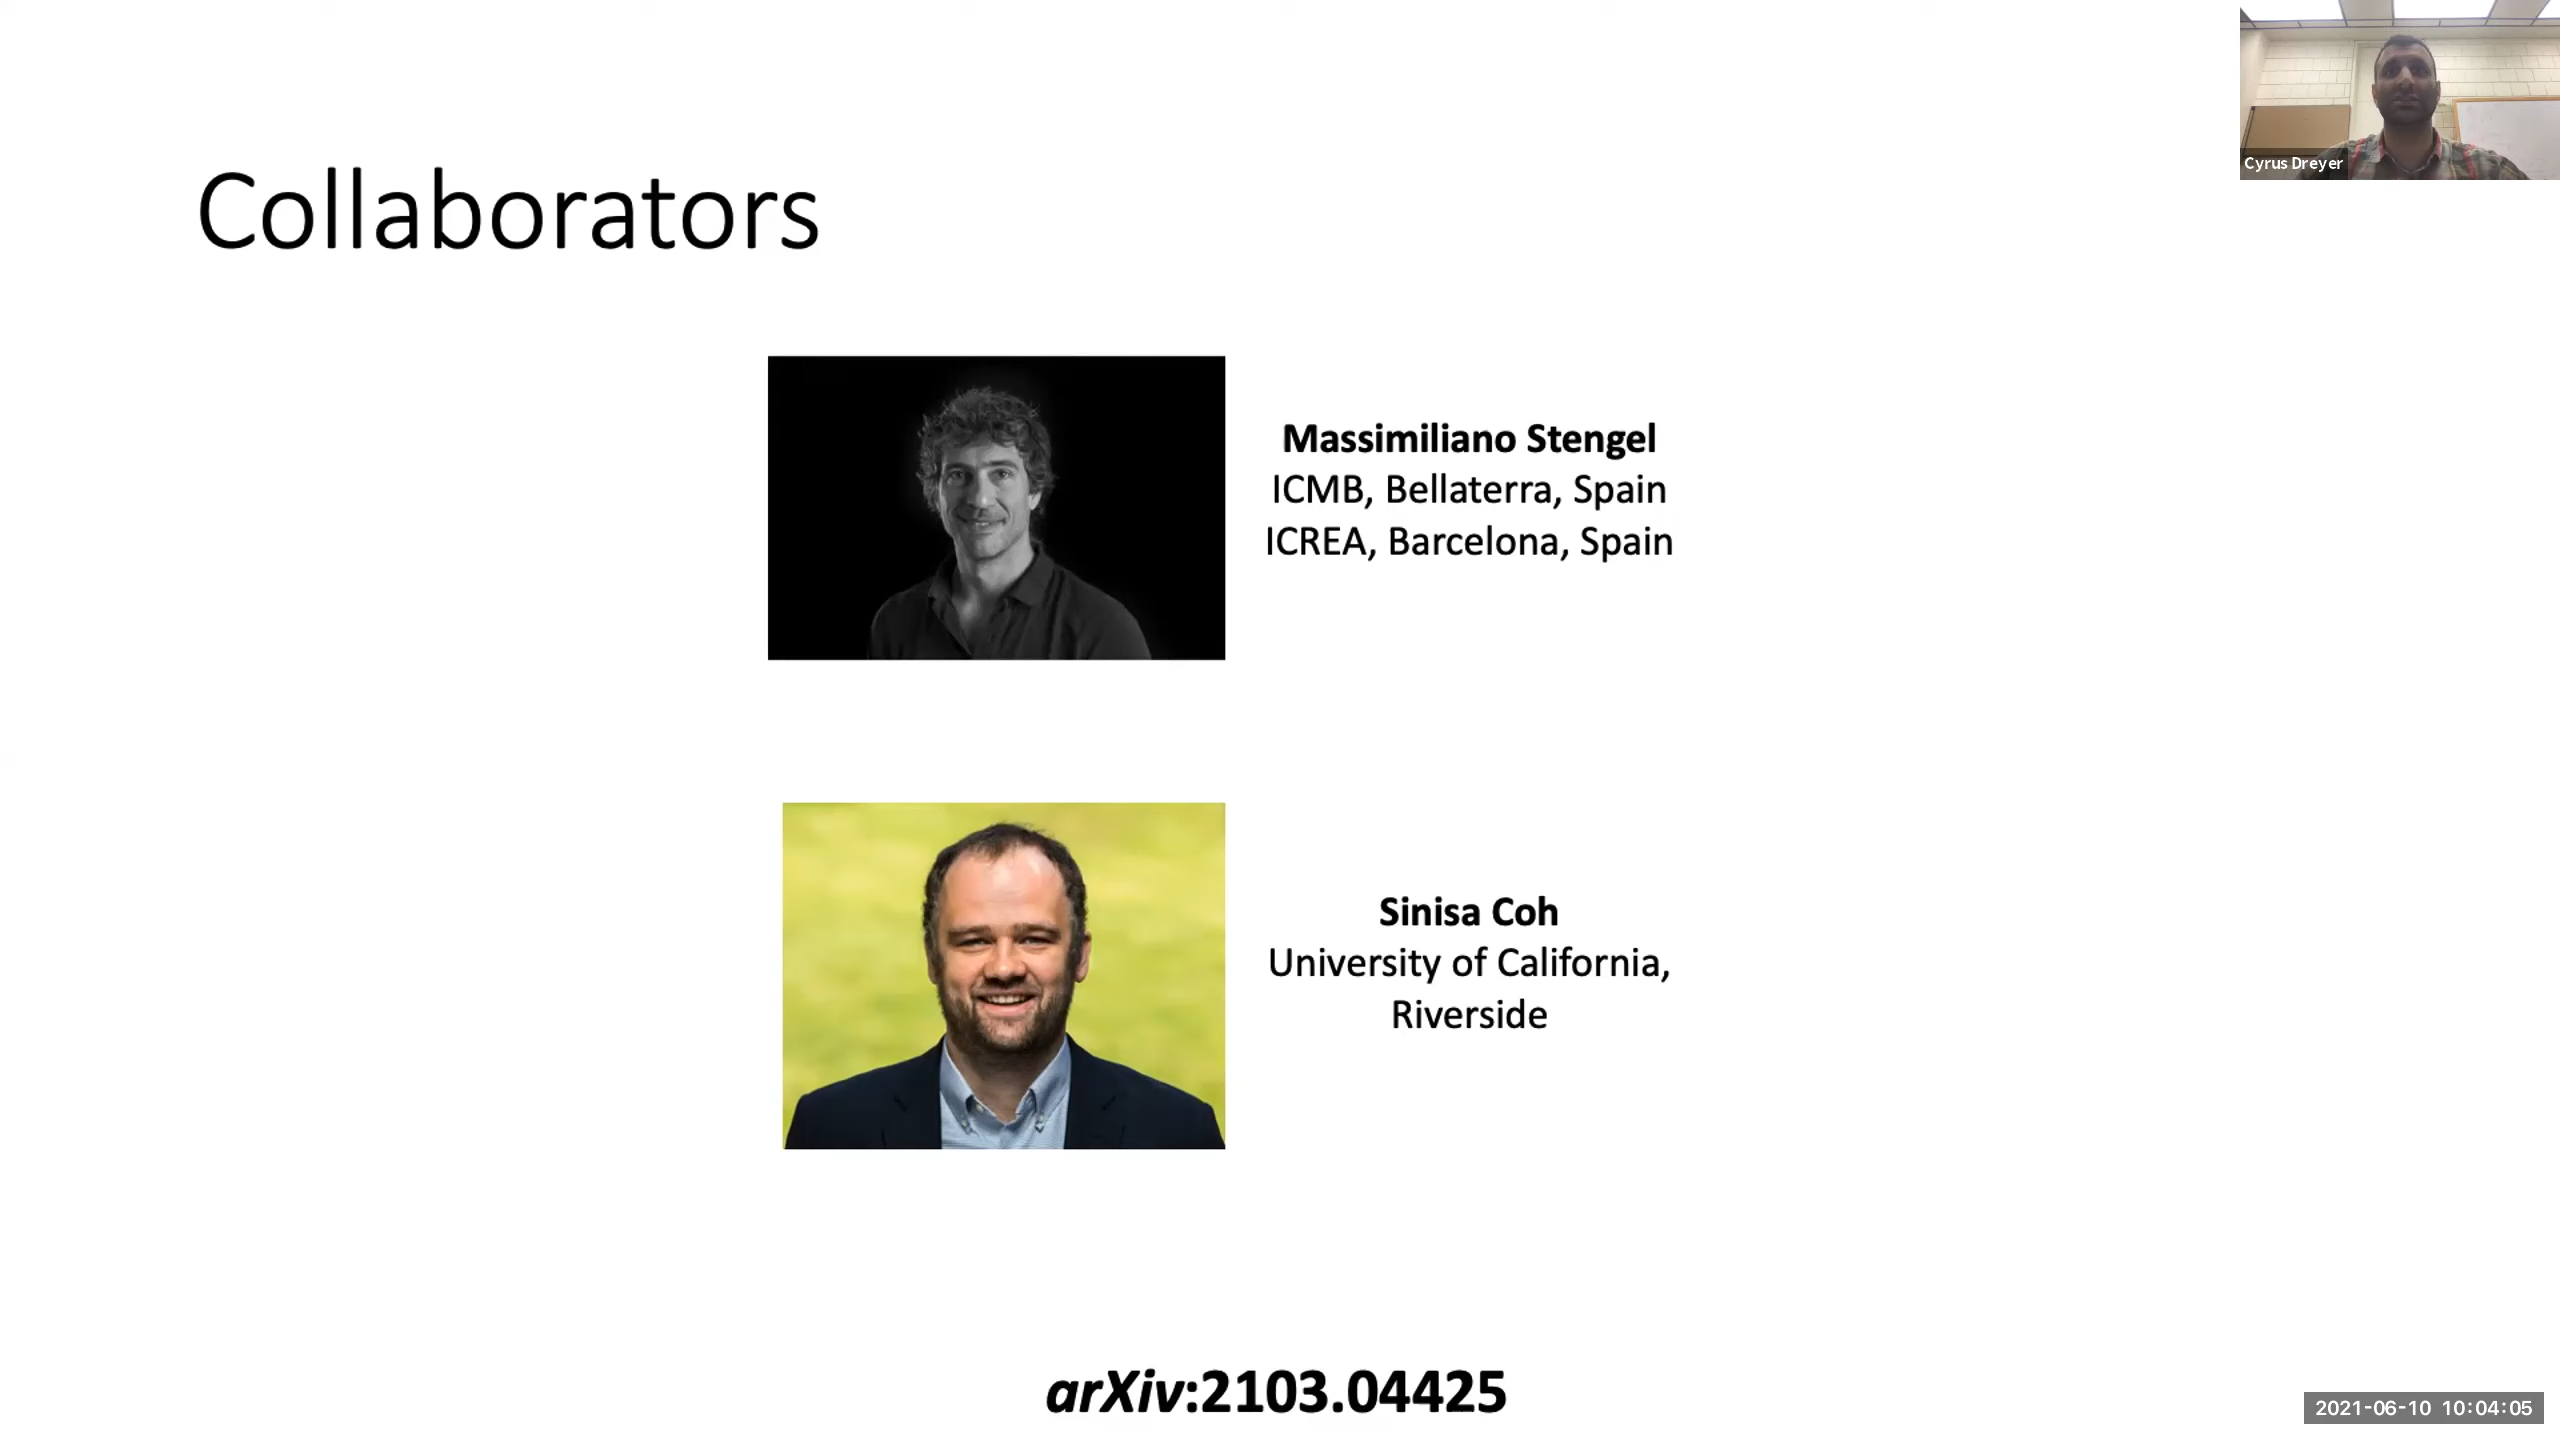 Cyrus Dreyer
Collaborators
Massimiliano Stengel
ICMB, Bellaterra, Spain
ICREA, Barcelona, Spain
Sinisa Coh
University of California,
Riverside
arXiv:2103.04425
2021-06-10 10:04:05